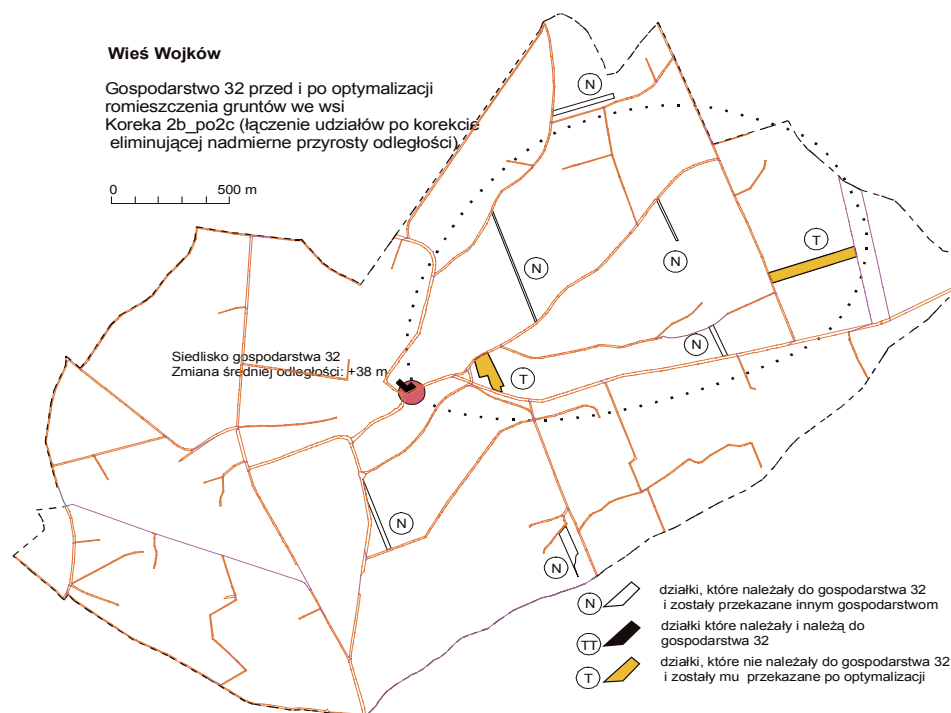 Wieś Wojków
Gospodarstwo 32 przed i po optymalizacji
romieszczenia gruntów we wsi
Koreka 2b_po2c (łączenie udziałów po korekcie
eliminującej nadmierne przyrosty odległości)
0 500 m
N
T
N
N
N
Siedlisko gospodarstwa 32
Zmiana średniej odległości: +38 m
T
N
N
N działki, które należały do gospodarstwa 32
i zostały przekazane innym gospodarstwom
TT działki które należały i należą do
gospodarstwa 32
T działki, które nie należały do gospodarstwa 32
i zostały mu przekazane po optymalizacji